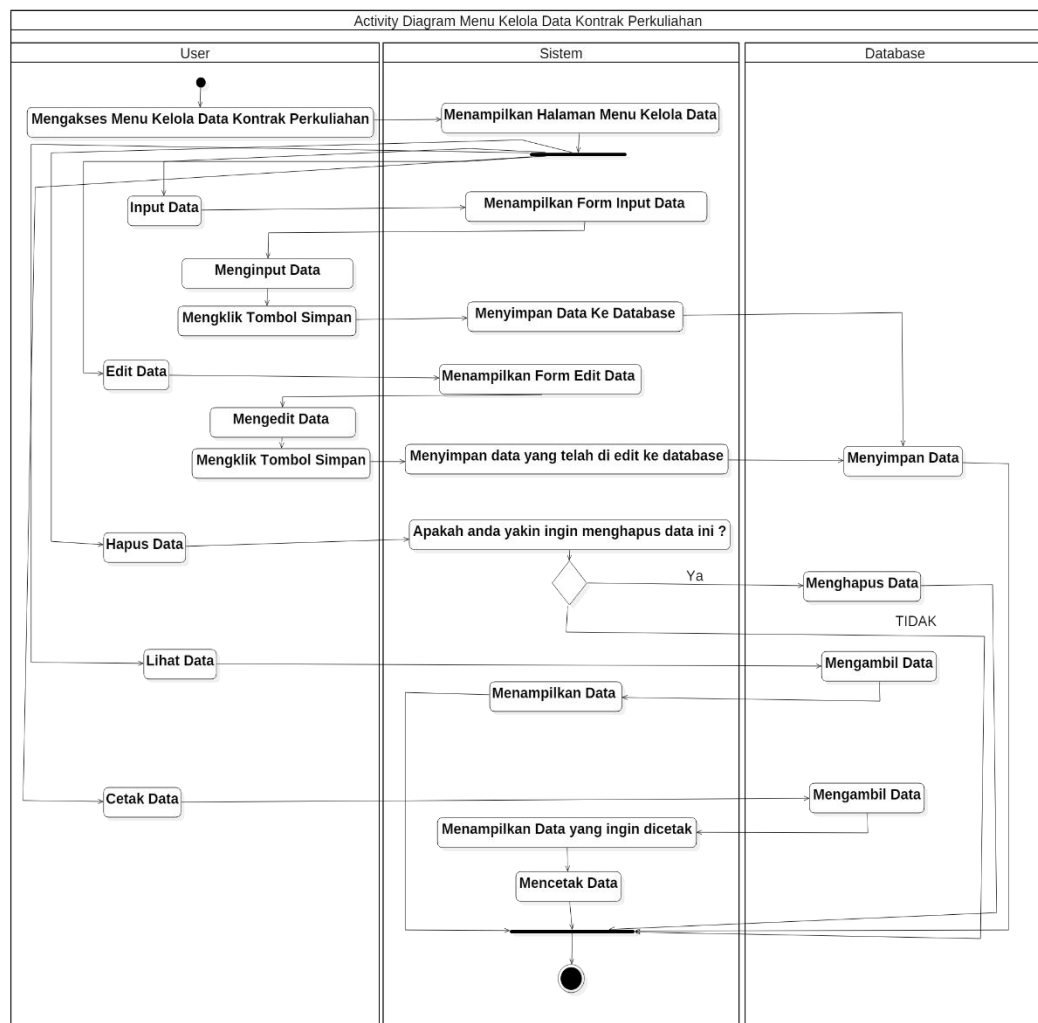 Activity Diagram Menu Kelola Data Kontrak Perkuliahan
User
Sistem
Database
Mengakses Menu Kelola Data Kontrak Perkuliahan
Menampilkan Halaman Menu Kelola Data
Input Data
Menampilkan Form Input Data
Menginput Data
Mengklik Tombol Simpan
Menyimpan Data Ke Database
Edit Data
Menampilkan Form Edit Data
Mengedit Data
Mengklik Tombol Simpan
Menyimpan data yang telah di edit ke database
Menyimpan Data
Hapus Data
Apakah anda yakin ingin menghapus data ini ?
Ya
Menghapus Data
TIDAK
Lihat Data
Mengambil Data
Menampilkan Data
Cetak Data
Mengambil Data
Menampilkan Data yang ingin dicetak
Mencetak Data